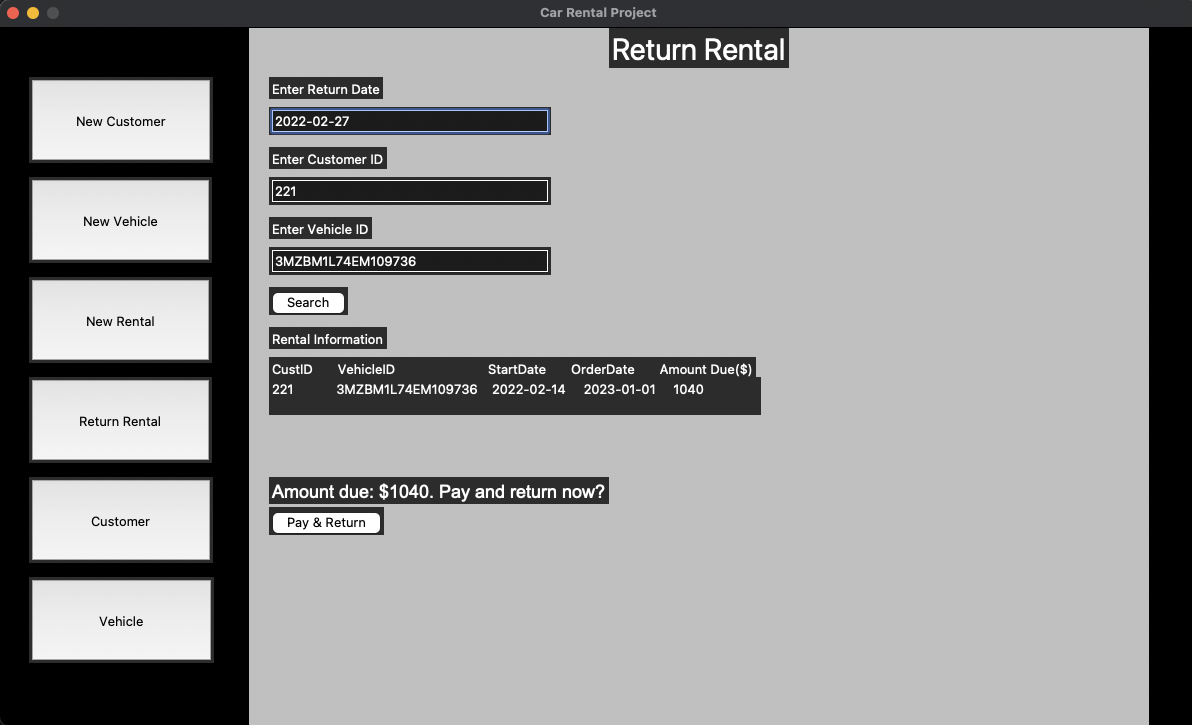 Car Rental Project
New Customer
New Vehicle
New Rental
Return Rental
Customer
Vehicle
Return Rental
Enter Return Date
2022-02-27
Enter Customer ID
221
Enter Vehicle ID
3MZBM1L74EM109736
Search
Rental Information
CustID VehicleID StartDate OrderDate Amount Due($)
221 3MZBM1L74EM109736 2022-02-14 2023-01-01 1040
Amount due: $1040. Pay and return now?
Pay & Return